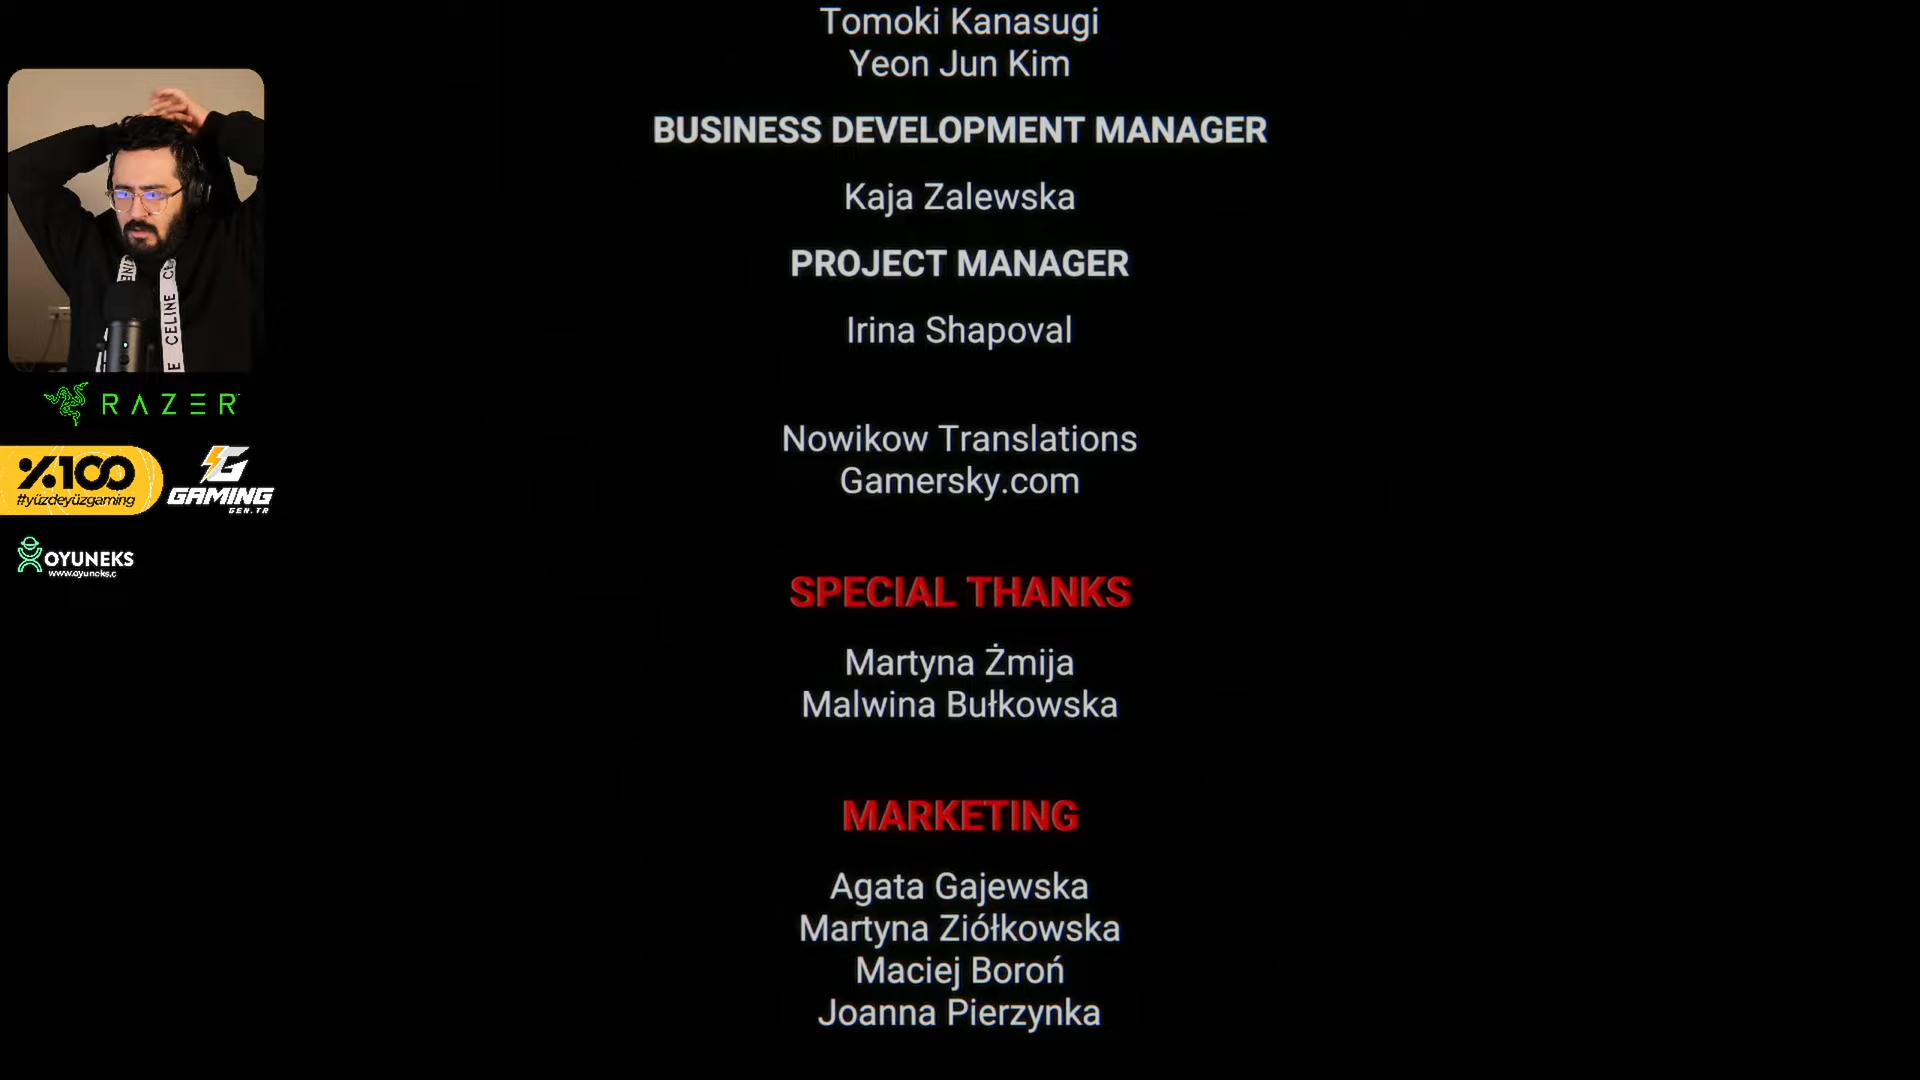 Tomoki Kanasugi
Yeon Jun Kim
BUSINESS DEVELOPMENT MANAGER
Kaja Zalewska
PROJECT MANAGER
Irina Shapoval
Nowikow Translations
Gamersky.com
SPECIAL THANKS
Martyna Żmija
Malwina Bułkowska
MARKETING
Agata Gajewska
Martyna Ziółkowska
Maciej Boroń
Joanna Pierzynka
CELINE
RAZER
%100
#yüzdeyüzgaming
GAMING
GEN.TR
OYUNEKS
www.oyuneks.c